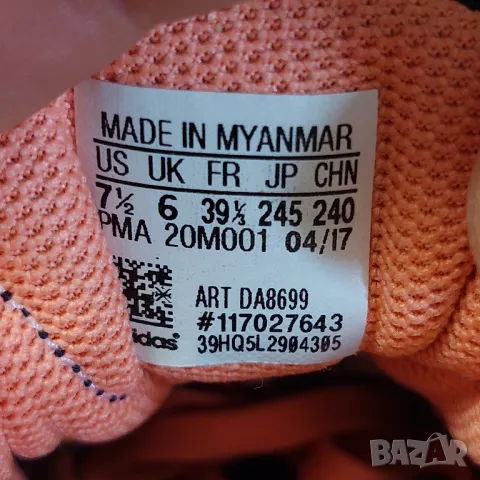 MADE IN MYANMAR
US UK FR JP CHN
7½ 6 39⅓ 245 240
PMA 20M001 04/17
ART DA8699
#117027643
adidas 39HQ5L2904305
BAZAR